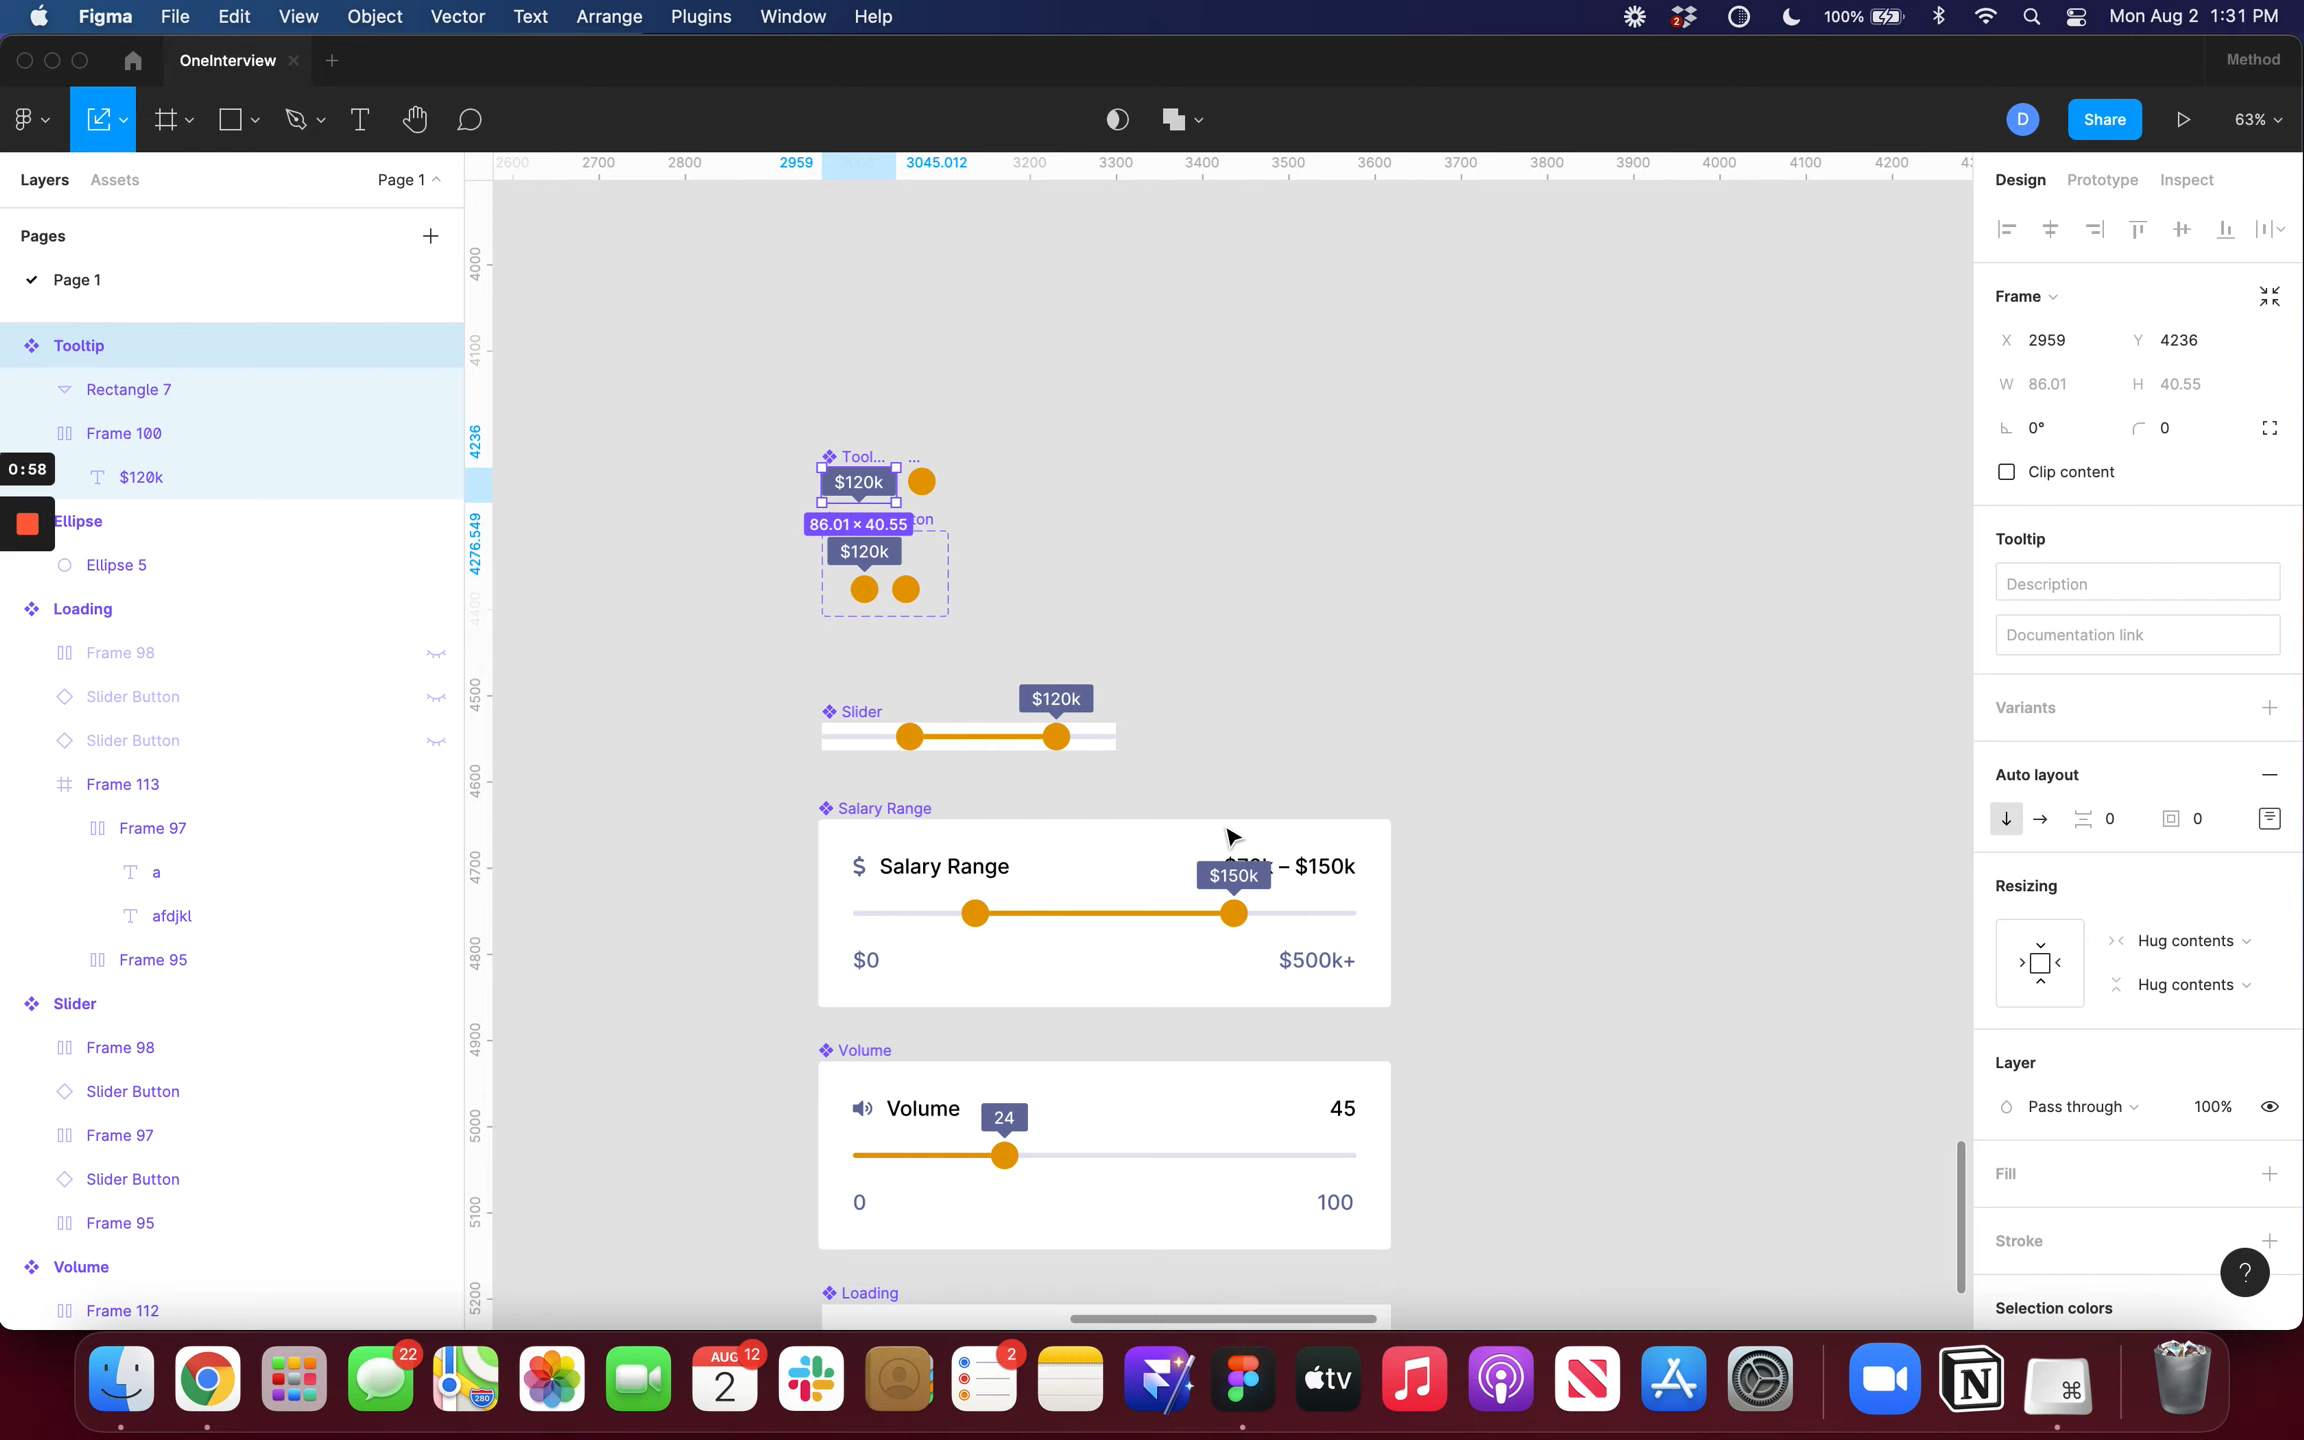 Figma File Edit View Object Vector Text Arrange Plugins Window Help 2 100% Mon Aug 2 1:31 PM
OneInterview Method
D Share 63%
Layers Assets Page 1
Pages
Page 1
Tooltip
Rectangle 7
Frame 100
0:58
$120k
Ellipse
Ellipse 5
Loading
Frame 98
Slider Button
Slider Button
Frame 113
Frame 97
a
afdjkl
Frame 95
Slider
Frame 98
Slider Button
Frame 97
Slider Button
Frame 95
Volume
Frame 112
2600 2700 2800 2959 3045.012 3200 3300 3400 3500 3600 3700 3800 3900 4000 4100 4200
4000
4100
4236
4276.549
4400
4500
4600
4700
4800
4900
5000
5100
5200
Tool... ...
$120k
86.01 × 40.55
$120k
$120k
Slider
Salary Range
$ Salary Range – $150k
$150k
$0 $500k+
Volume
Volume 45
24
0 100
Loading
Design Prototype Inspect
Frame
X 2959 Y 4236
W 86.01 H 40.55
0° 0
Clip content
Tooltip
Description
Documentation link
Variants
Auto layout
0 0
Resizing
Hug contents
Hug contents
Layer
Pass through 100%
Fill
Stroke
?
Selection colors
22 AUG 12 2 2 280 tv N